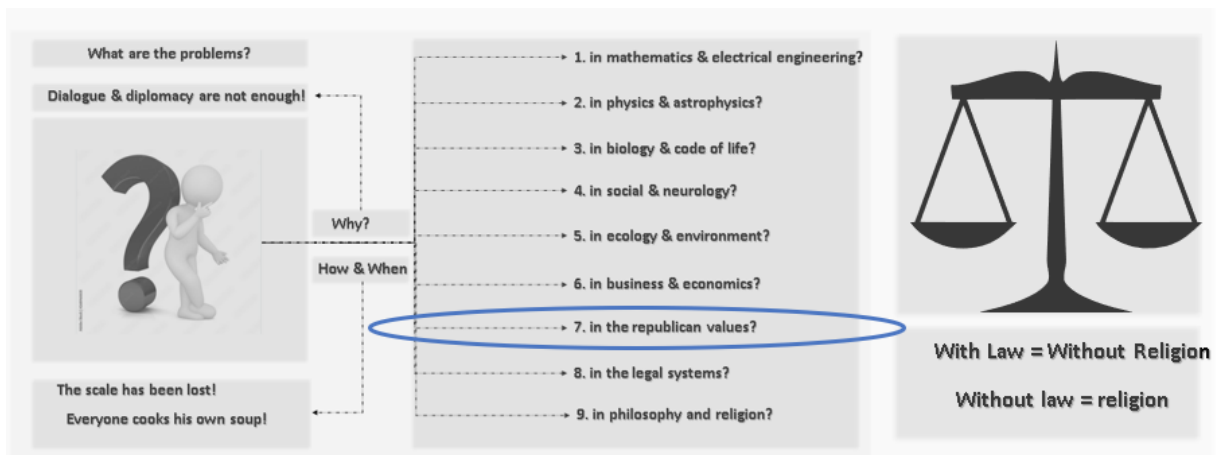 What are the problems?
Dialogue & diplomacy are not enough!
Why?
How & When
The scale has been lost!
Everyone cooks his own soup!
1. in mathematics & electrical engineering?
2. in physics & astrophysics?
3. in biology & code of life?
4. in social & neurology?
5. in ecology & environment?
6. in business & economics?
7. in the republican values?
8. in the legal systems?
9. in philosophy and religion?
With Law = Without Religion
Without law = religion